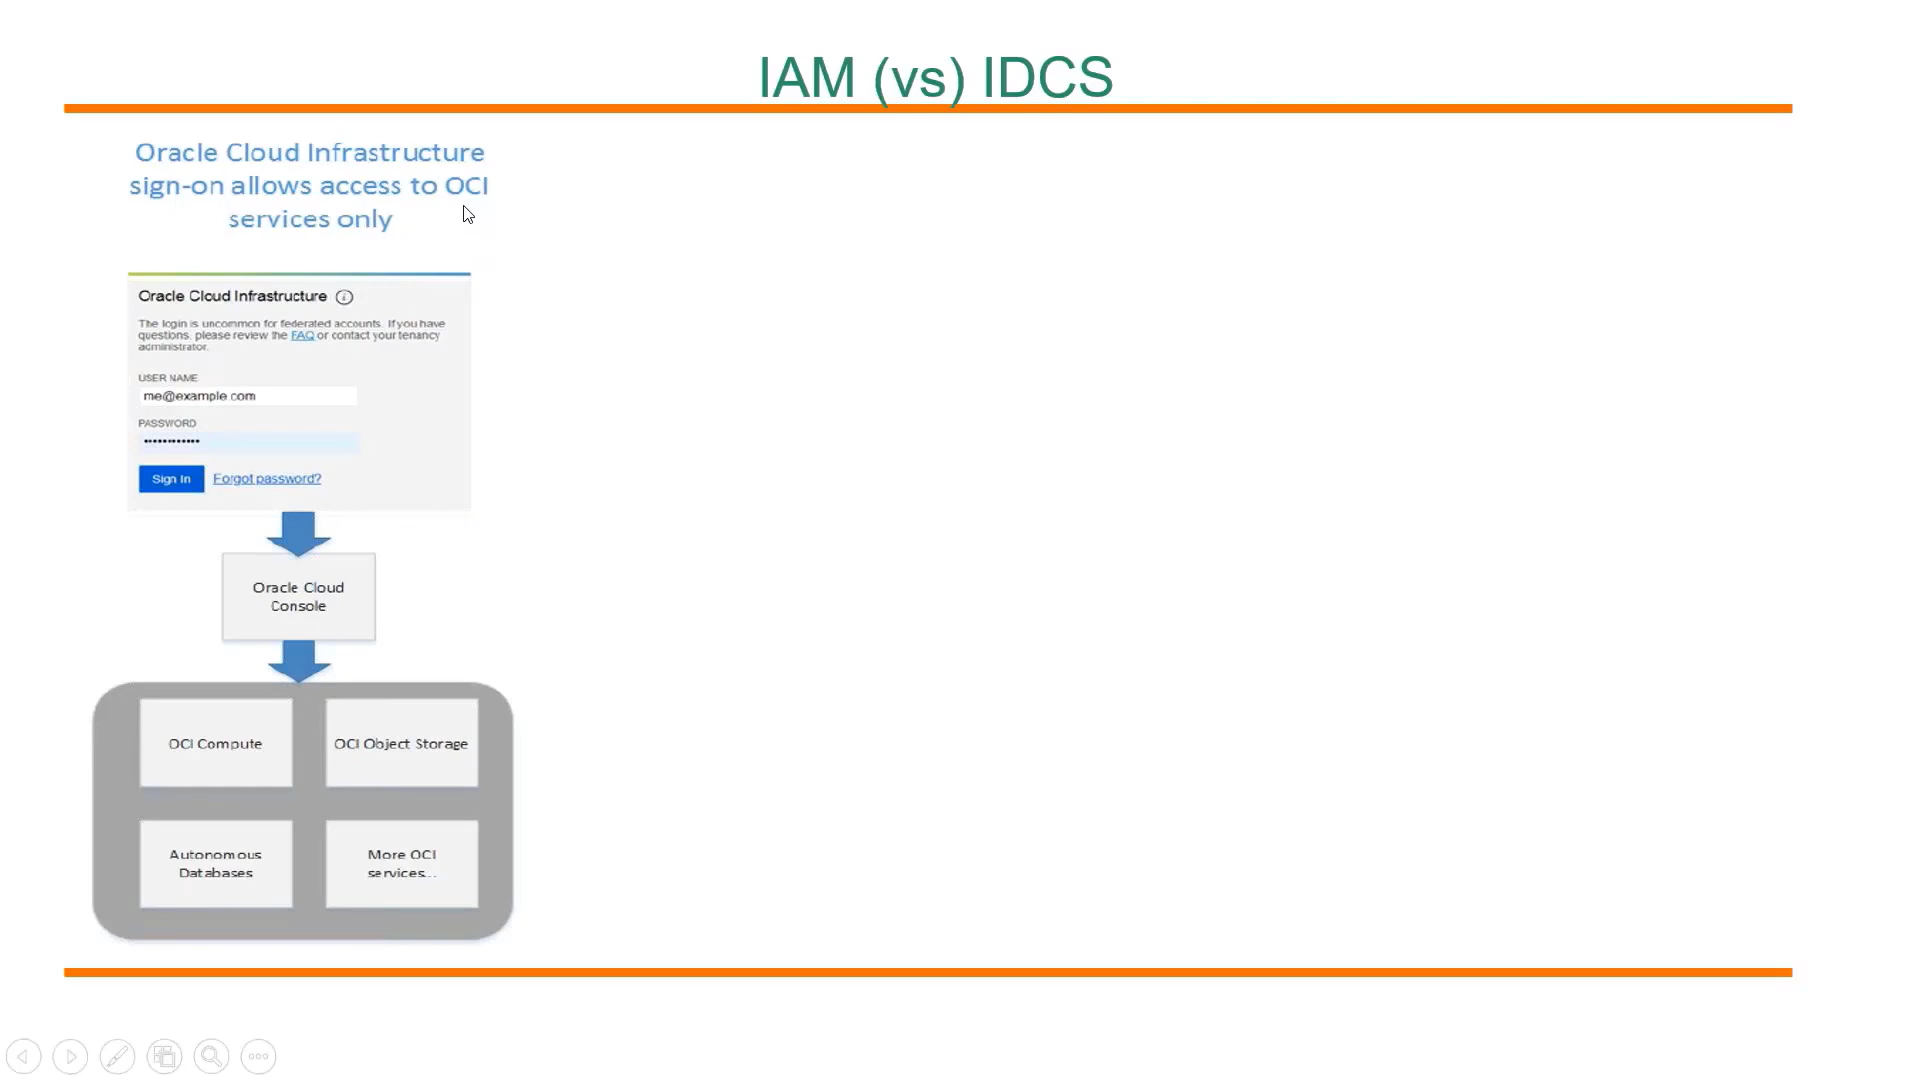 IAM (vs) IDCS
Oracle Cloud Infrastructure
sign-on allows access to OCI
services only
Oracle Cloud Infrastructure
The login is uncommon for federated accounts. If you have
questions, please review the FAQ or contact your tenancy
administrator.
USER NAME
me@example.com
PASSWORD
Sign In Forgot password?
Oracle Cloud
Console
OCI Compute
OCI Object Storage
Autonomous
Databases
More OCI
services...